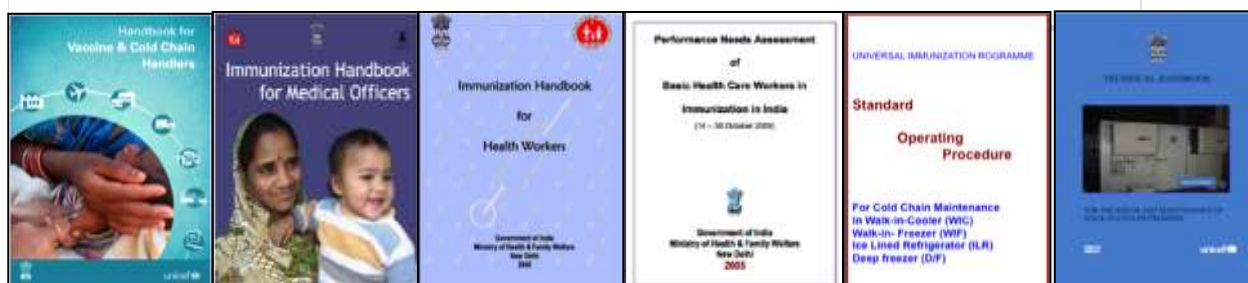 Handbook for
Vaccine & Cold Chain
Handlers
unicef
Immunization Handbook
for Medical Officers
Immunization Handbook
for
Health Workers
Government of India
Ministry of Health & Family Welfare
New Delhi
Performance Needs Assessment
of
Basic Health Care Workers in
Immunization in India
Government of India
Ministry of Health & Family Welfare
New Delhi
2005
UNIVERSAL IMMUNIZATION ROGRAMME
Standard
Operating
Procedure
For Cold Chain Maintenance
in Walk-in-Cooler (WIC)
Walk-in- Freezer (WIF)
Ice Lined Refrigerator (ILR)
Deep freezer (D/F)
TECHNICAL HANDBOOK
unicef